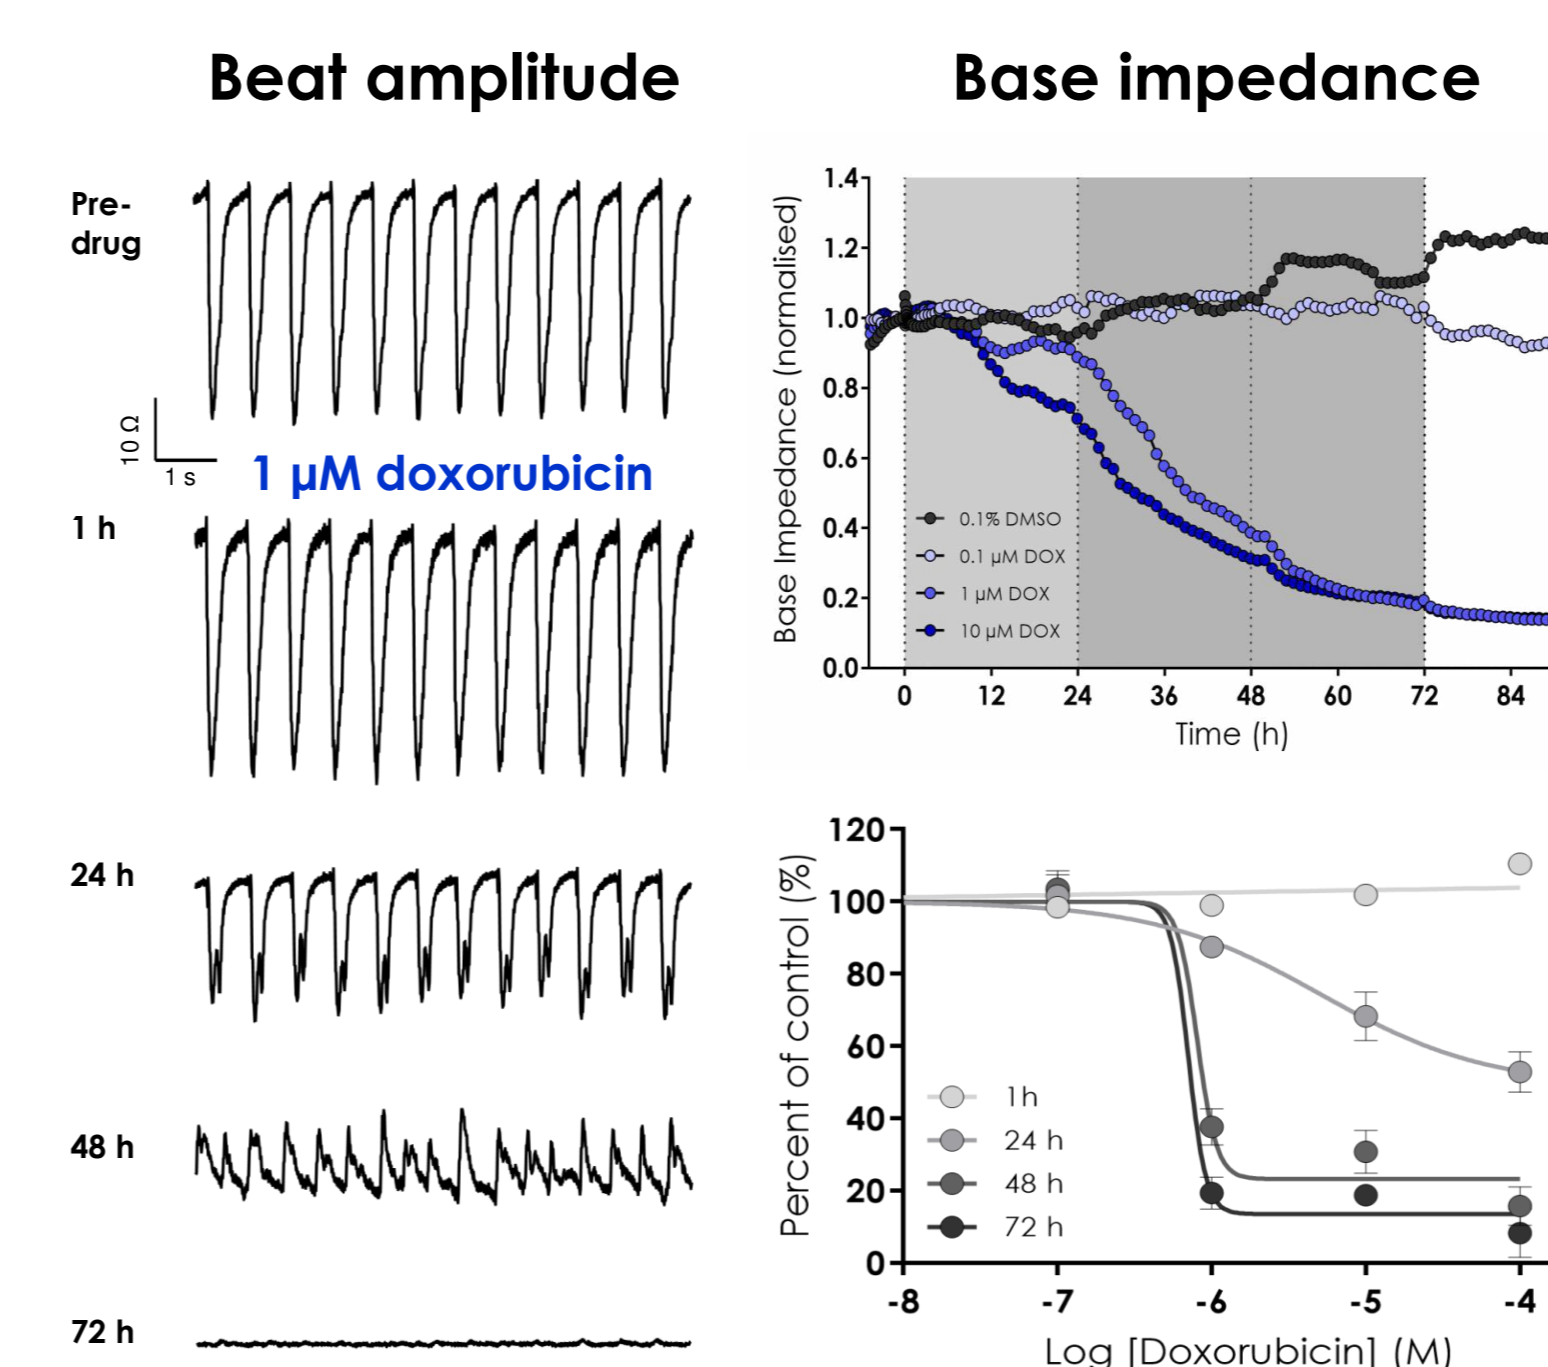 Beat amplitude
Pre-
drug
10 Ω
1 s
1 µM doxorubicin
1 h
24 h
48 h
72 h
Base impedance
Base Impedance (normalised)
1.4
1.2
1.0
0.8
0.6
0.4
0.2
0.0
0.1% DMSO
0.1 µM DOX
1 µM DOX
10 µM DOX
0 12 24 36 48 60 72 84
Time (h)
Percent of control (%)
120
100
80
60
40
20
0
1h
24 h
48 h
72 h
-8 -7 -6 -5 -4
Log [Doxorubicin] (M)